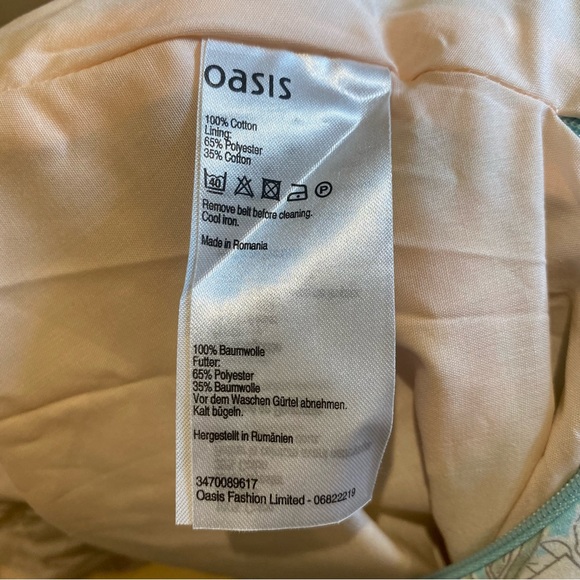 oasis
100% Cotton
Lining:
65% Polyester
35% Cotton
40 P
Remove belt before cleaning.
Cool iron.
Made in Romania
100% Baumwolle
Futter:
65% Polyester
35% Baumwolle
Vor dem Waschen Gürtel abnehmen.
Kalt bügeln.
Hergestellt in Rumänien
3470089617
Oasis Fashion Limited - 06822219